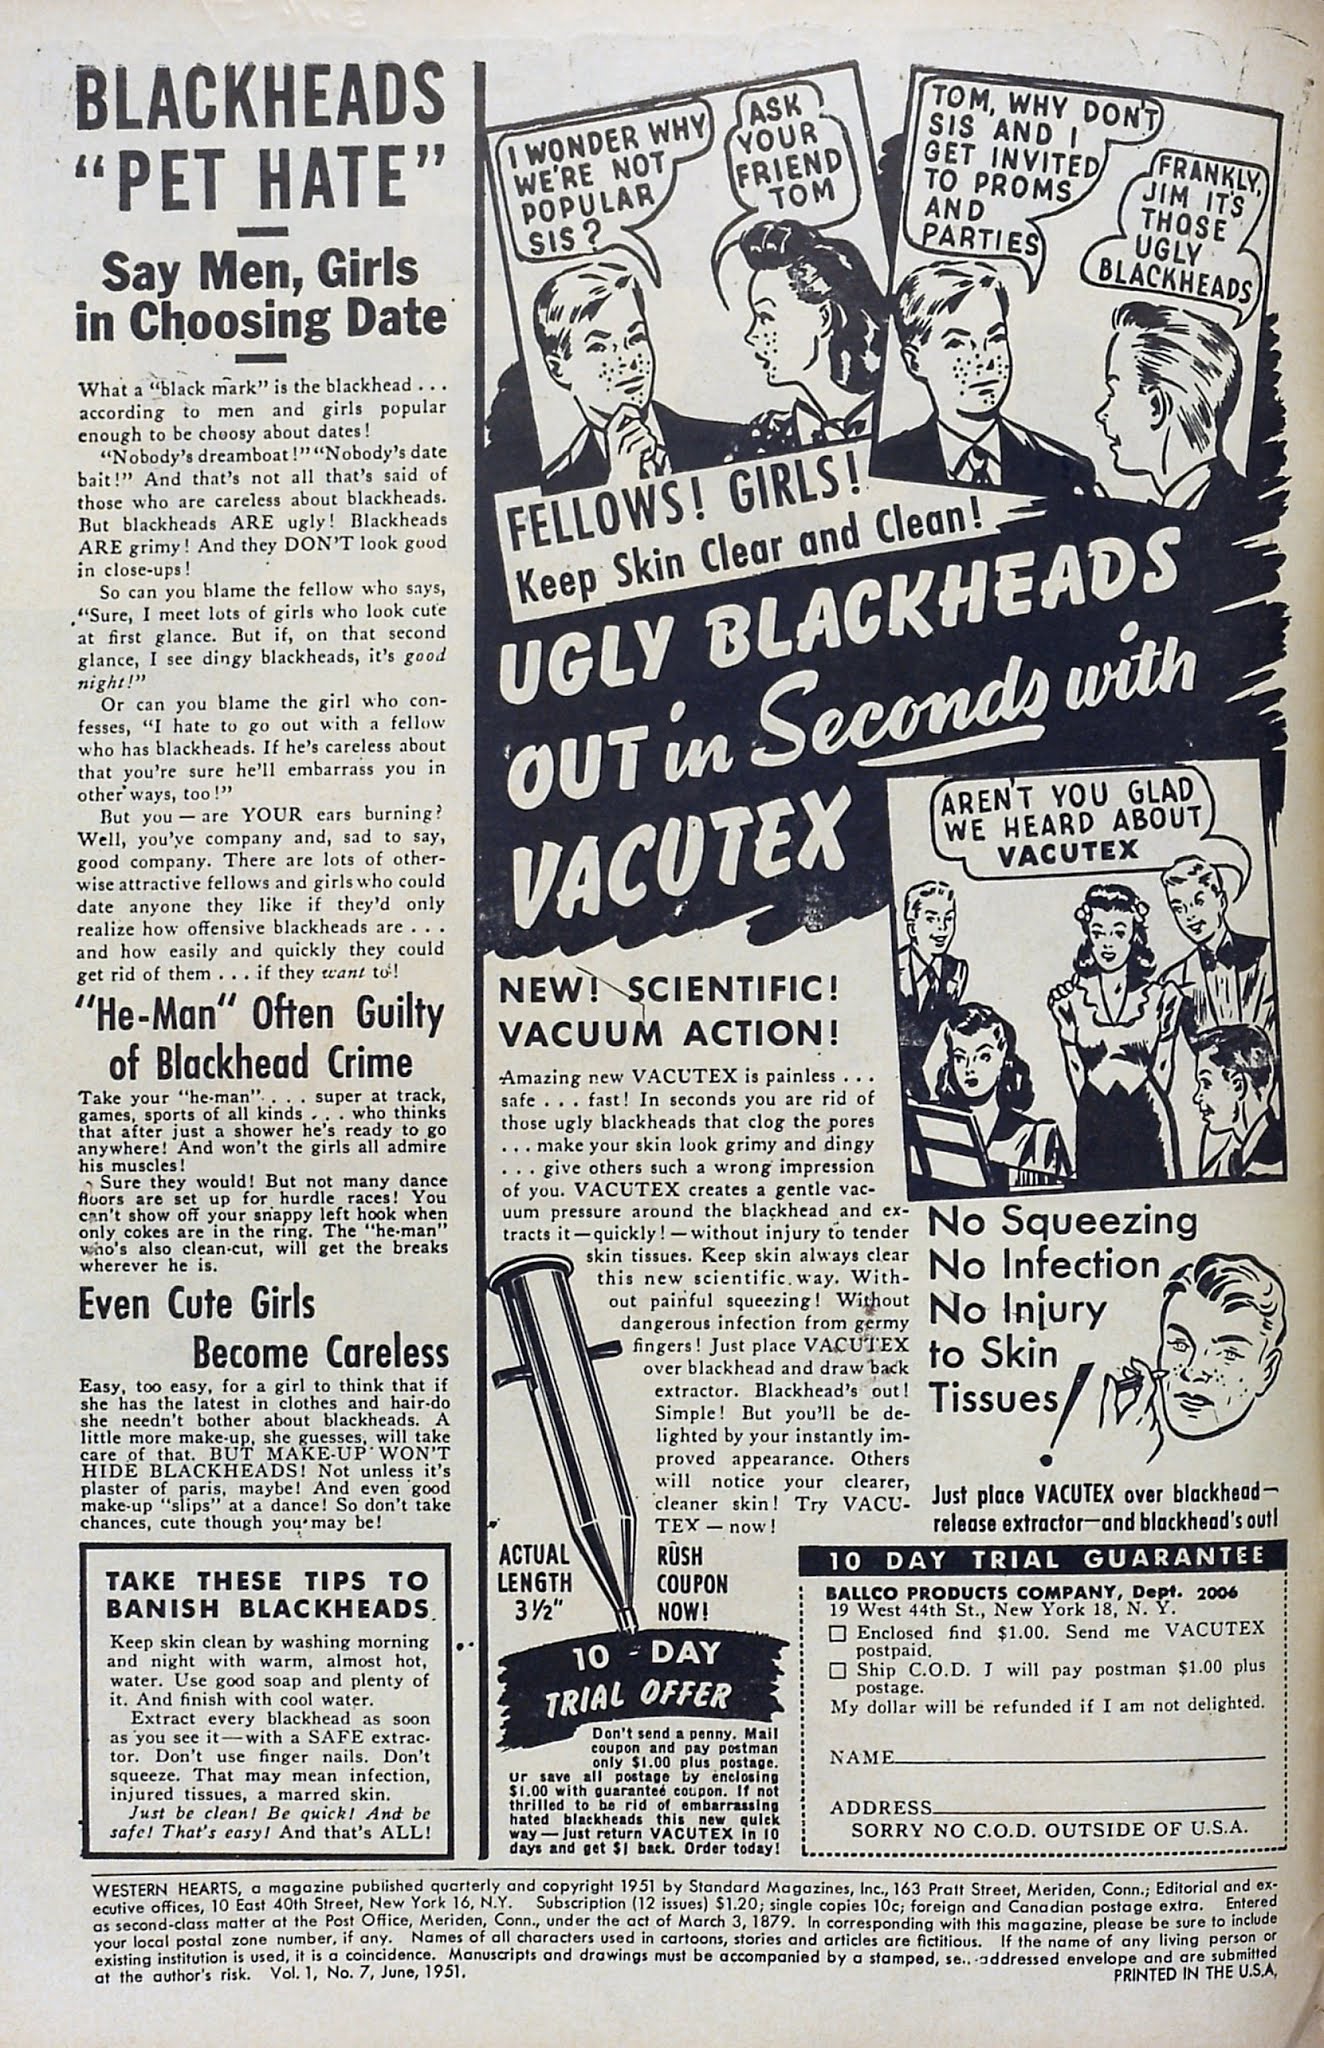 BLACKHEADS
"PET HATE"
Say Men, Girls
in Choosing Date
What a "black mark" is the blackhead . . .
according to men and girls popular
enough to be choosy about dates!
"Nobody's dreamboat!" "Nobody's date
bait!" And that's not all that's said of
those who are careless about blackheads.
But blackheads ARE ugly! Blackheads
ARE grimy! And they DON'T look good
in close-ups!
So can you blame the fellow who says,
"Sure, I meet lots of girls who look cute
at first glance. But if, on that second
glance, I see dingy blackheads, it's good
night!"
Or can you blame the girl who con-
fesses, "I hate to go out with a fellow
who has blackheads. If he's careless about
that you're sure he'll embarrass you in
other ways, too!"
But you — are YOUR ears burning?
Well, you've company and, sad to say,
good company. There are lots of other-
wise attractive fellows and girls who could
date anyone they like if they'd only
realize how offensive blackheads are . . .
and how easily and quickly they could
get rid of them . . . if they want to!
"He-Man" Often Guilty
of Blackhead Crime
Take your "he-man" . . . super at track,
games, sports of all kinds . . . who thinks
that after just a shower he's ready to go
anywhere! And won't the girls all admire
his muscles!
Sure they would! But not many dance
floors are set up for hurdle races! You
can't show off your snappy left hook when
only cokes are in the ring. The "he-man"
who's also clean-cut, will get the breaks
wherever he is.
Even Cute Girls
Become Careless
Easy, too easy, for a girl to think that if
she has the latest in clothes and hair-do
she needn't bother about blackheads. A
little more make-up, she guesses, will take
care of that. BUT MAKE-UP WON'T
HIDE BLACKHEADS! Not unless it's
plaster of paris, maybe! And even good
make-up "slips" at a dance! So don't take
chances, cute though you may be!
TAKE THESE TIPS TO
BANISH BLACKHEADS
Keep skin clean by washing morning
and night with warm, almost hot,
water. Use good soap and plenty of
it. And finish with cool water.
Extract every blackhead as soon
as you see it—with a SAFE extrac-
tor. Don't use finger nails. Don't
squeeze. That may mean infection,
injured tissues, a marred skin.
Just be clean! Be quick! And be
safe! That's easy! And that's ALL!
I WONDER WHY
WE'RE NOT
POPULAR
SIS?
ASK
YOUR
FRIEND
TOM
TOM, WHY DON'T
SIS AND I
GET INVITED
TO PROMS
AND
PARTIES
FRANKLY,
JIM IT'S
THOSE
UGLY
BLACKHEADS
FELLOWS! GIRLS!
Keep Skin Clear and Clean!
UGLY BLACKHEADS
OUT in Seconds with
VACUTEX
AREN'T YOU GLAD
WE HEARD ABOUT
VACUTEX
NEW! SCIENTIFIC!
VACUUM ACTION!
Amazing new VACUTEX is painless . . .
safe . . . fast! In seconds you are rid of
those ugly blackheads that clog the pores
. . . make your skin look grimy and dingy
. . . give others such a wrong impression
of you. VACUTEX creates a gentle vac-
uum pressure around the blackhead and ex-
tracts it—quickly!—without injury to tender
skin tissues. Keep skin always clear
this new scientific way. With-
out painful squeezing! Without
dangerous infection from germy
fingers! Just place VACUTEX
over blackhead and draw back
extractor. Blackhead's out!
Simple! But you'll be de-
lighted by your instantly im-
proved appearance. Others
will notice your clearer,
cleaner skin! Try VACU-
TEX — now!
ACTUAL
LENGTH
3½"
RUSH
COUPON
NOW!
10 - DAY
TRIAL OFFER
Don't send a penny. Mail
coupon and pay postman
only $1.00 plus postage.
Or save all postage by enclosing
$1.00 with guarantee coupon. If not
thrilled to be rid of embarrassing
hated blackheads this new quick
way—just return VACUTEX in 10
days and get $1 back. Order today!
No Squeezing
No Infection
No Injury
to Skin
Tissues!
Just place VACUTEX over blackhead—
release extractor—and blackhead's out!
10 DAY TRIAL GUARANTEE
BALLCO PRODUCTS COMPANY, Dept. 2006
19 West 44th St., New York 18, N. Y.
☐ Enclosed find $1.00. Send me VACUTEX
postpaid.
☐ Ship C.O.D. I will pay postman $1.00 plus
postage.
My dollar will be refunded if I am not delighted.
NAME
ADDRESS
SORRY NO C.O.D. OUTSIDE OF U.S.A.
WESTERN HEARTS, a magazine published quarterly and copyright 1951 by Standard Magazines, Inc., 163 Pratt Street, Meriden, Conn.; Editorial and ex-
ecutive offices, 10 East 40th Street, New York 16, N.Y. Subscription (12 issues) $1.20; single copies 10c; foreign and Canadian postage extra. Entered
as second-class matter at the Post Office, Meriden, Conn., under the act of March 3, 1879. In corresponding with this magazine, please be sure to include
your local postal zone number, if any. Names of all characters used in cartoons, stories and articles are fictitious. If the name of any living person or
existing institution is used, it is a coincidence. Manuscripts and drawings must be accompanied by a stamped, se.. addressed envelope and are submitted
at the author's risk. Vol. 1, No. 7, June, 1951.
PRINTED IN THE U.S.A.